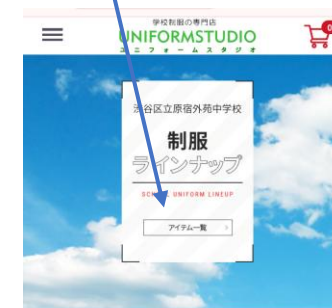 学校制服の専門店
UNIFORMSTUDIO
ユニフォームスタジオ
0
渋谷区立原宿外苑中学校
制服
ラインナップ
SCHOOL UNIFORM LINEUP
アイテム一覧